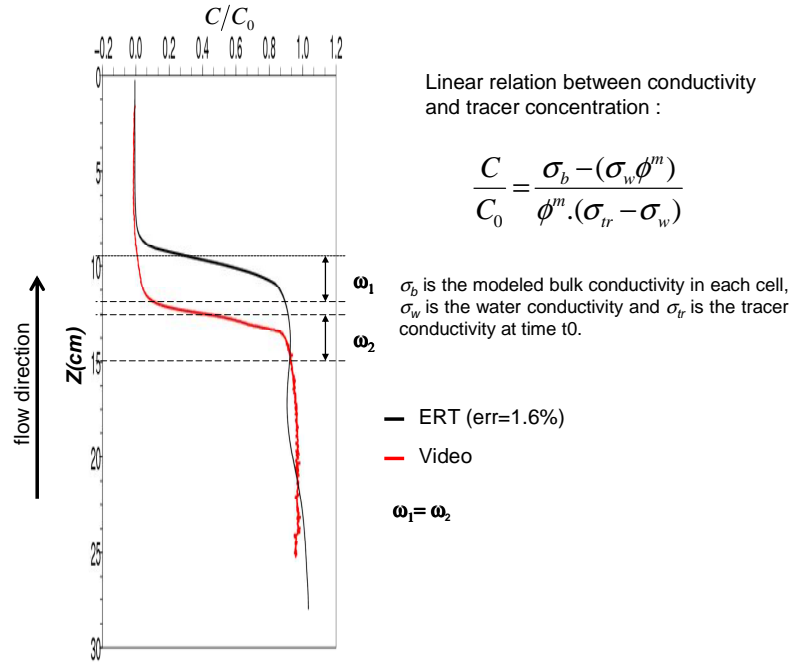 C/C₀
-0.2 0.0 0.2 0.4 0.6 0.8 1.0 1.2
0
5
10
15
20
25
30
Z(cm)
flow direction
ω₁
ω₂
Linear relation between conductivity
and tracer concentration :
C/C₀ = (σ_b − (σ_w ϕ^m)) / (ϕ^m.(σ_tr − σ_w))
σ_b is the modeled bulk conductivity in each cell,
σ_w is the water conductivity and σ_tr is the tracer
conductivity at time t0.
ERT (err=1.6%)
Video
ω₁= ω₂